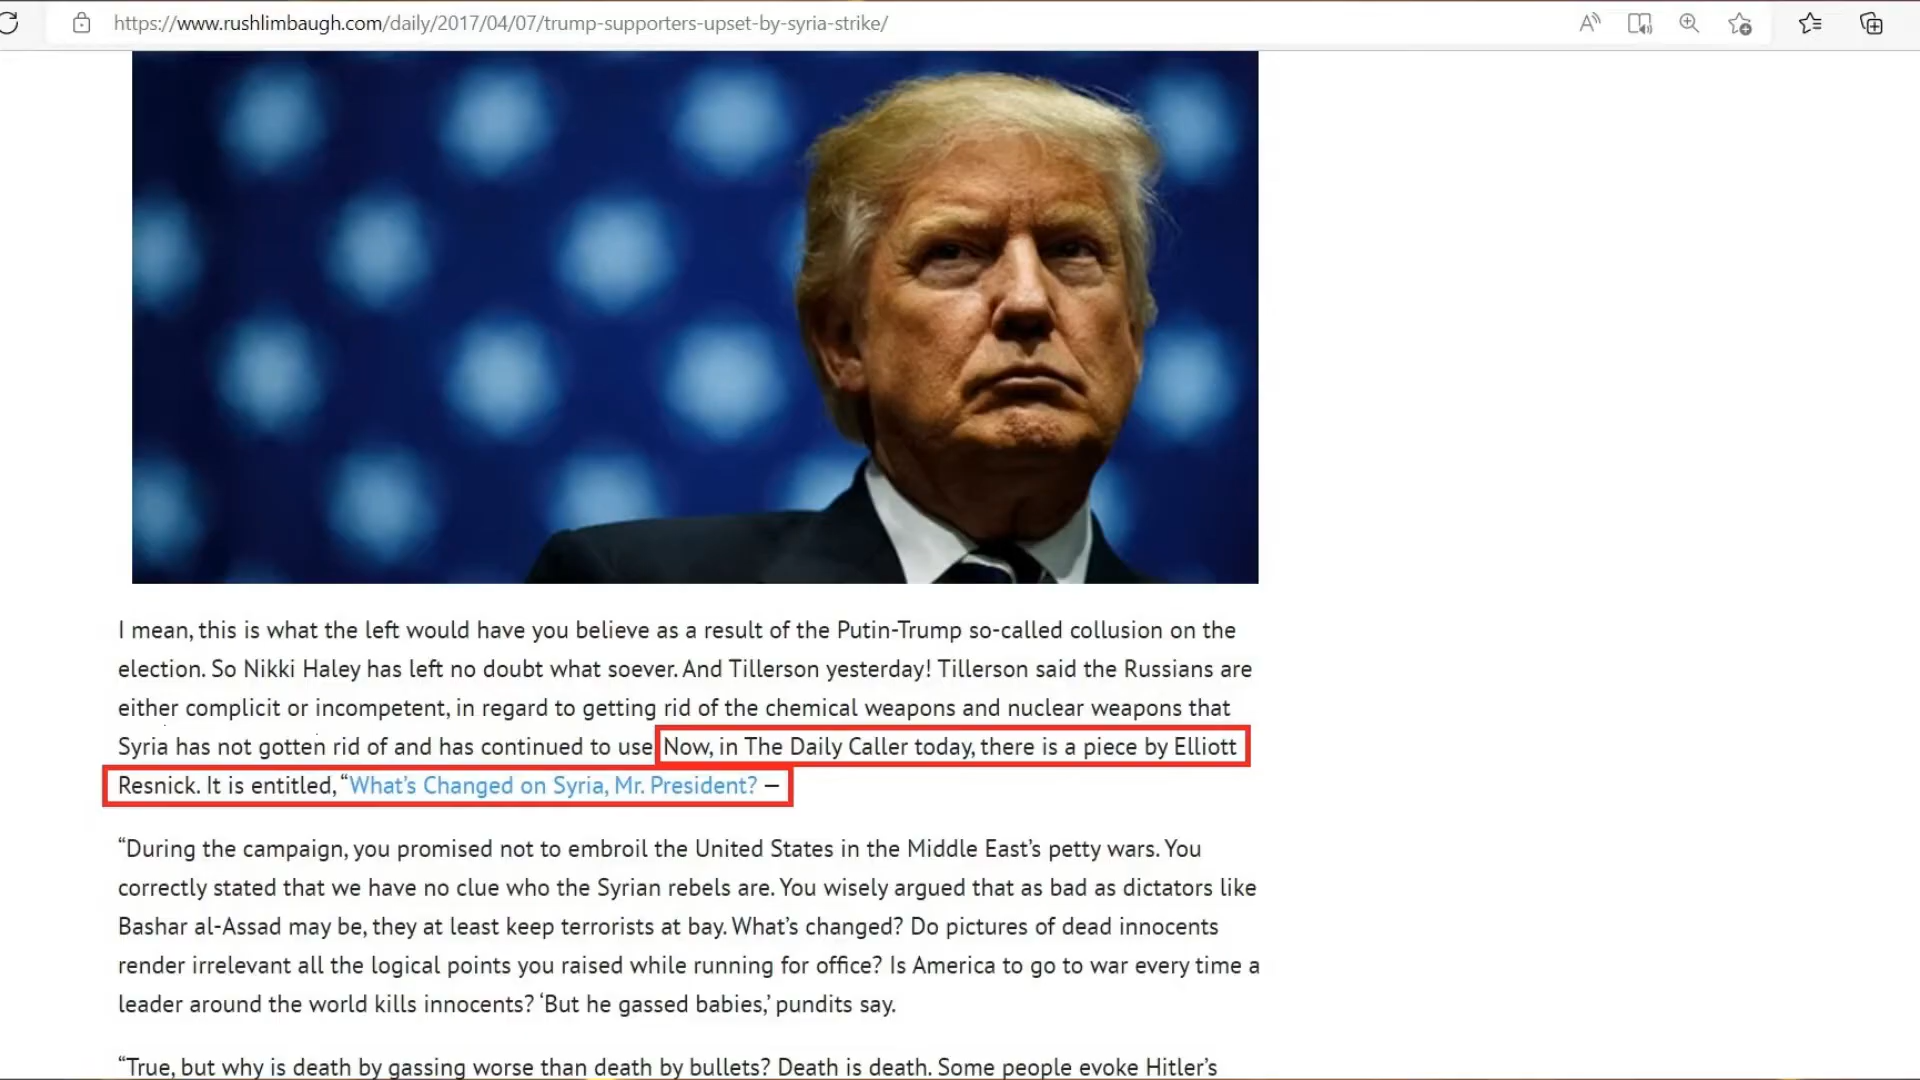 https://www.rushlimbaugh.com/daily/2017/04/07/trump-supporters-upset-by-syria-strike/
I mean, this is what the left would have you believe as a result of the Putin-Trump so-called collusion on the
election. So Nikki Haley has left no doubt what soever. And Tillerson yesterday! Tillerson said the Russians are
either complicit or incompetent, in regard to getting rid of the chemical weapons and nuclear weapons that
Syria has not gotten rid of and has continued to use Now, in The Daily Caller today, there is a piece by Elliott
Resnick. It is entitled, “What’s Changed on Syria, Mr. President? —
“During the campaign, you promised not to embroil the United States in the Middle East’s petty wars. You
correctly stated that we have no clue who the Syrian rebels are. You wisely argued that as bad as dictators like
Bashar al-Assad may be, they at least keep terrorists at bay. What’s changed? Do pictures of dead innocents
render irrelevant all the logical points you raised while running for office? Is America to go to war every time a
leader around the world kills innocents? ‘But he gassed babies,’ pundits say.
“True, but why is death by gassing worse than death by bullets? Death is death. Some people evoke Hitler’s